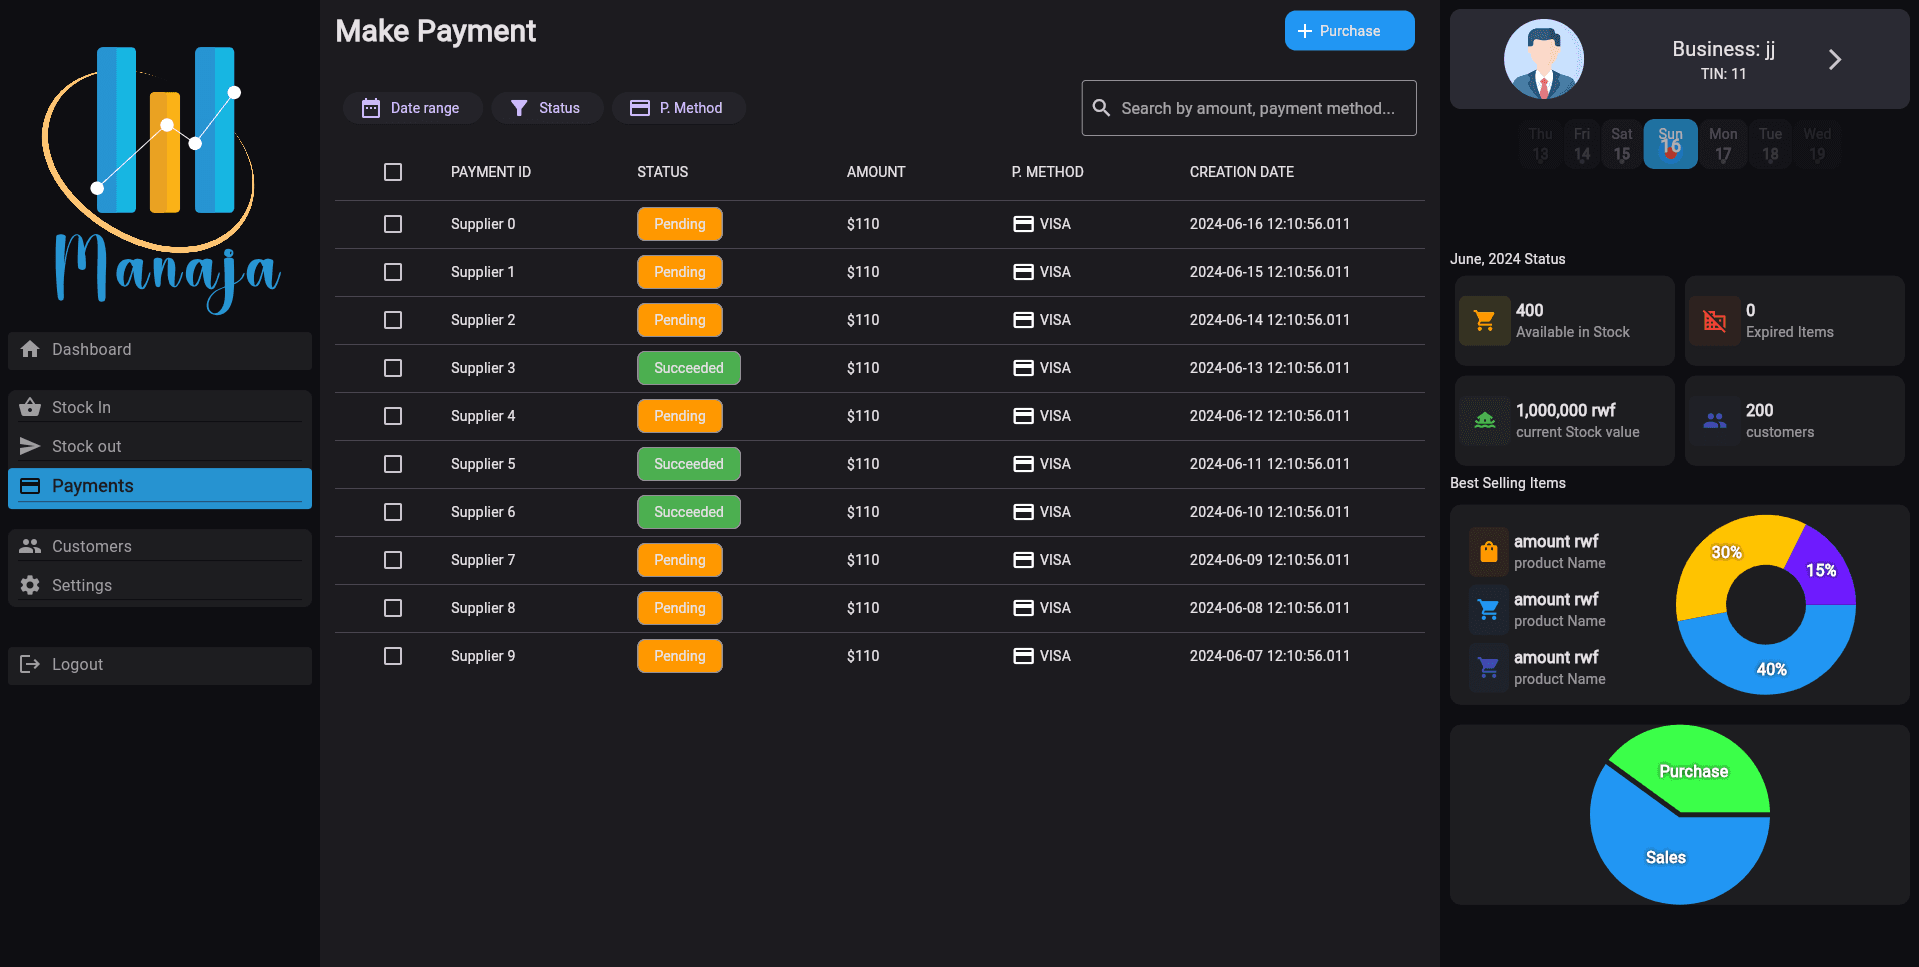 Manaja
Dashboard
Stock In
Stock out
Payments
Customers
Settings
Logout
Make Payment
Purchase
Date range
Status
P. Method
Search by amount, payment method...
PAYMENT ID STATUS AMOUNT P. METHOD CREATION DATE
Supplier 0 Pending $110 VISA 2024-06-16 12:10:56.011
Supplier 1 Pending $110 VISA 2024-06-15 12:10:56.011
Supplier 2 Pending $110 VISA 2024-06-14 12:10:56.011
Supplier 3 Succeeded $110 VISA 2024-06-13 12:10:56.011
Supplier 4 Pending $110 VISA 2024-06-12 12:10:56.011
Supplier 5 Succeeded $110 VISA 2024-06-11 12:10:56.011
Supplier 6 Succeeded $110 VISA 2024-06-10 12:10:56.011
Supplier 7 Pending $110 VISA 2024-06-09 12:10:56.011
Supplier 8 Pending $110 VISA 2024-06-08 12:10:56.011
Supplier 9 Pending $110 VISA 2024-06-07 12:10:56.011
Business: jj
TIN: 11
Thu Fri Sat Sun Mon Tue Wed
13 14 15 16 17 18 19
June, 2024 Status
400
Available in Stock
0
Expired Items
1,000,000 rwf
current Stock value
200
customers
Best Selling Items
amount rwf
product Name
amount rwf
product Name
amount rwf
product Name
30%
15%
40%
Purchase
Sales